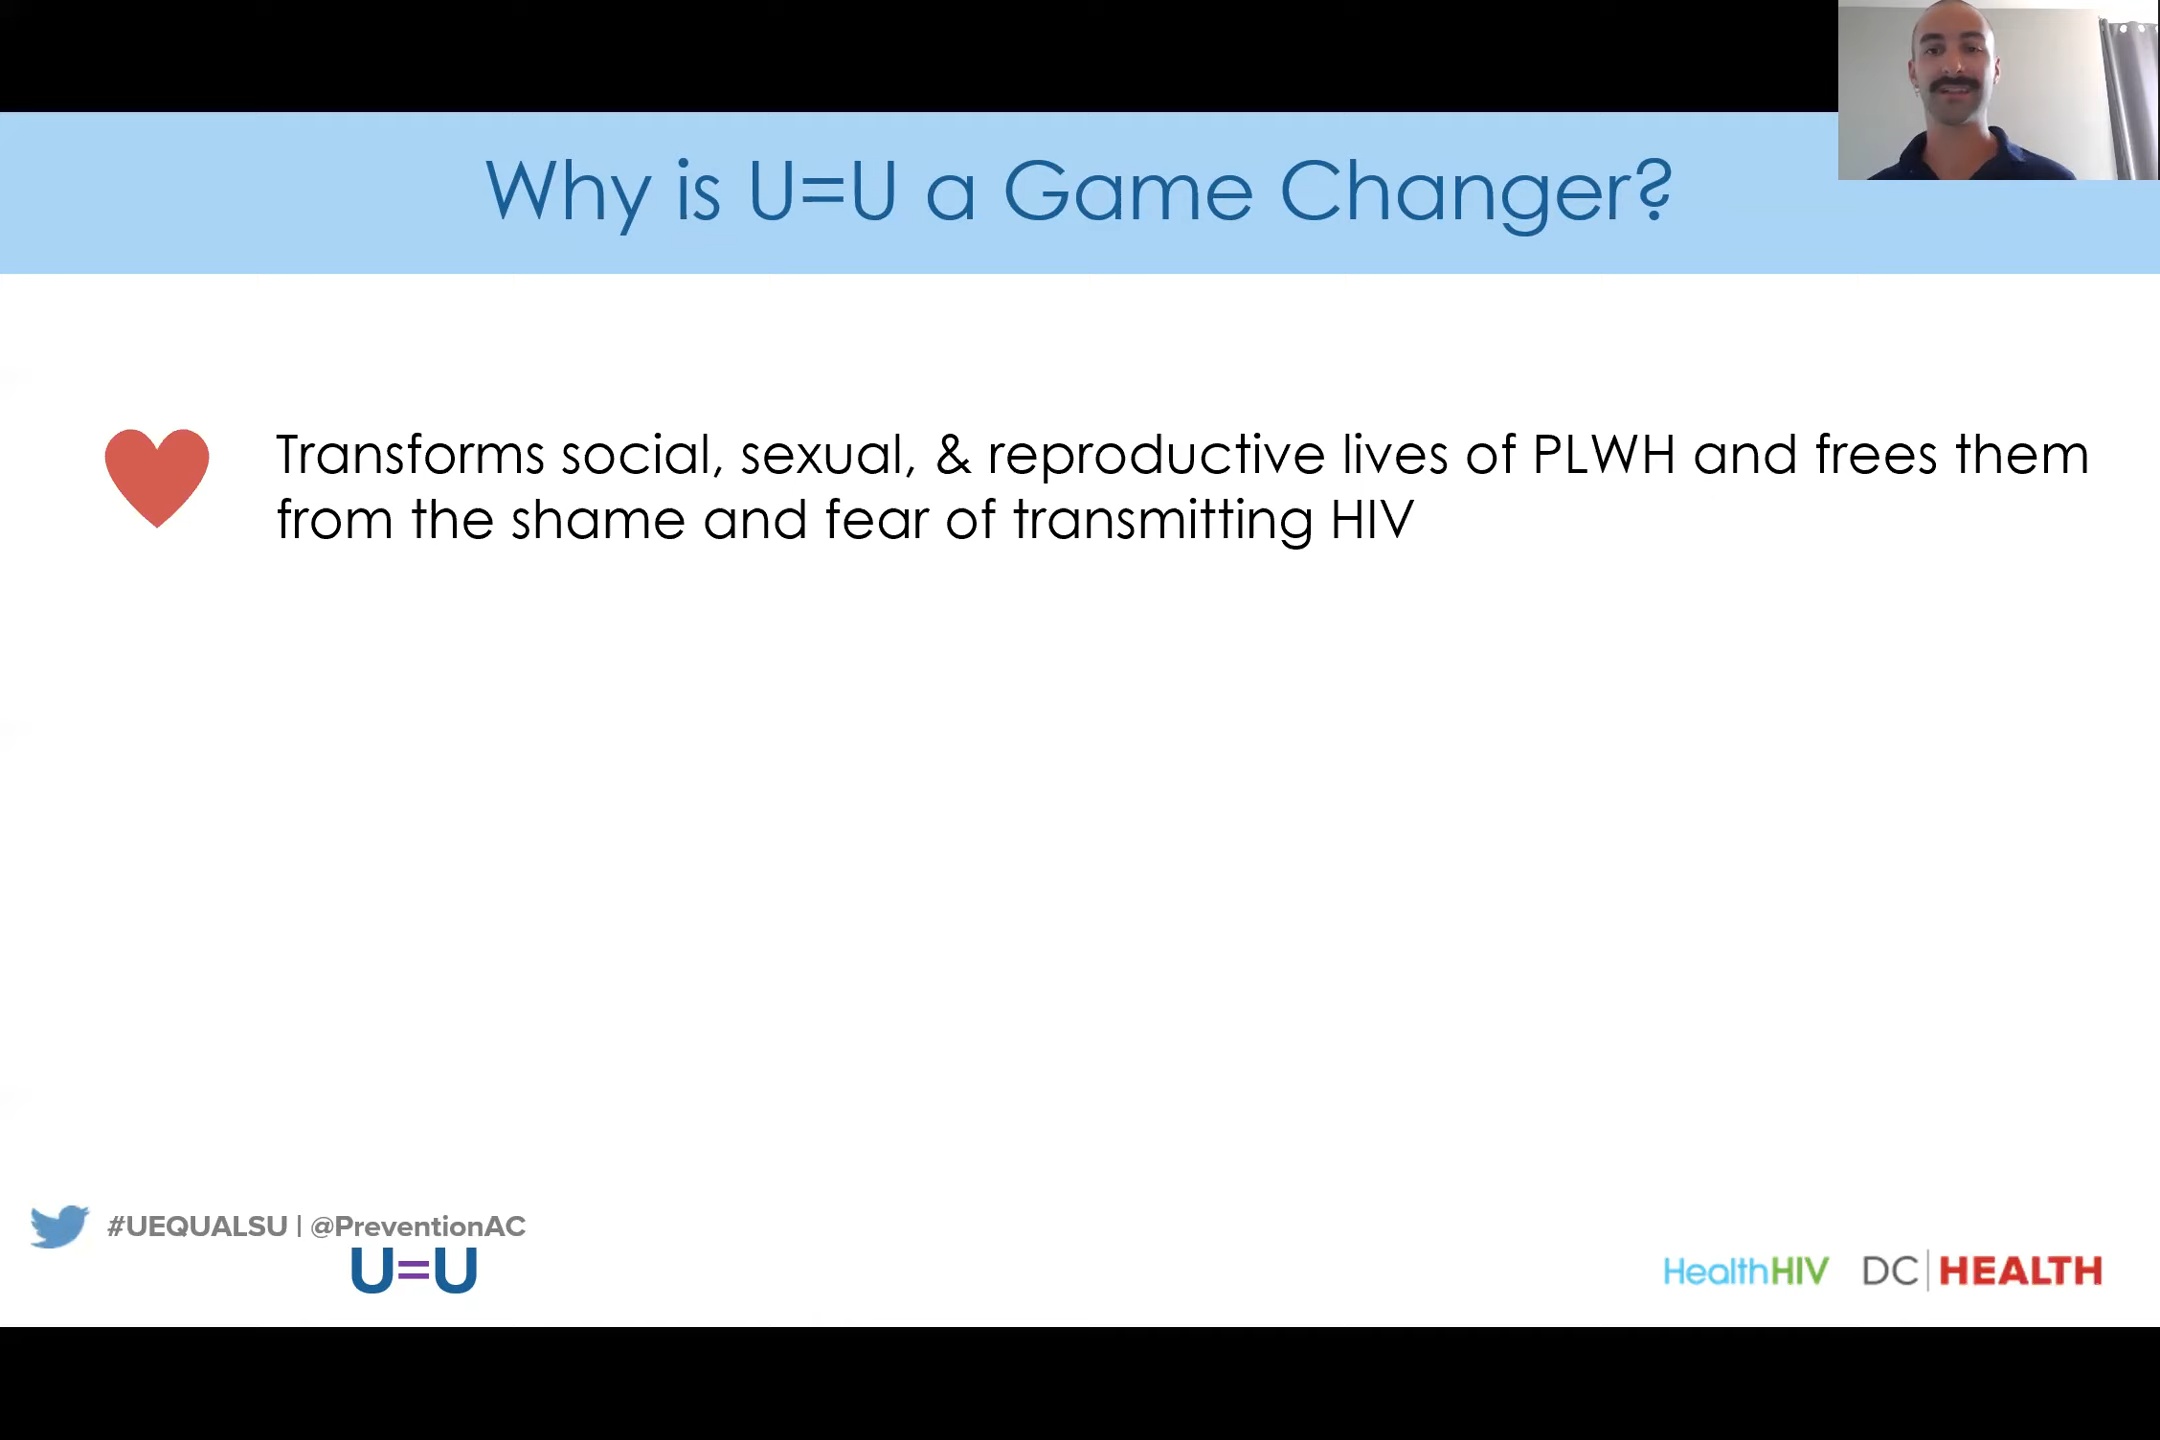 Why is U=U a Game Changer?
Transforms social, sexual, & reproductive lives of PLWH and frees them
from the shame and fear of transmitting HIV
#UEQUALSU | @PreventionAC
U=U
HealthHIV
DC | HEALTH